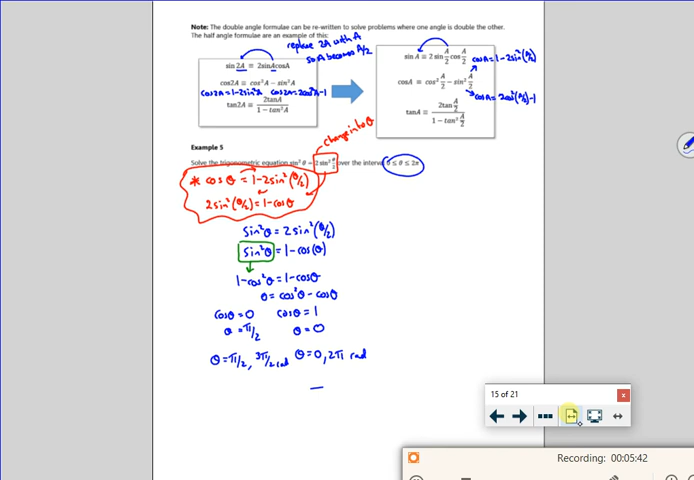 Note: The double angle formulae can be re-written to solve problems where one angle is double the other.
The half angle formulae are an example of this:
replace 2A with A
so A becomes A/2
sin 2A ≡ 2sinAcosA
cos2A ≡ cos²A − sin²A
cos2A=1-2sin²A cos2A=2cos²A-1
tan2A ≡ 2tanA / 1 − tan²A
sin A ≡ 2 sin A/2 cos A/2
cosA=1-2sin²(A/2)
cosA ≡ cos² A/2 − sin² A/2
cosA=2cos²(A/2)-1
tanA ≡ 2tan A/2 / 1 − tan² A/2
change into θ
Example 5
Solve the trigonometric equation sin² θ = 2 sin² θ/2 over the interval 0 ≤ θ ≤ 2π
* cosθ = 1-2sin²(θ/2)
2sin²(θ/2)=1-cosθ
sin²θ = 2sin²(θ/2)
sin²θ = 1-cos(θ)
1-cos²θ = 1-cosθ
0 = cos²θ - cosθ
cosθ=0 cosθ=1
θ=π/2 θ=0
θ=π/2, 3π/2 rad θ=0, 2π rad
15 of 21
Recording: 00:05:42